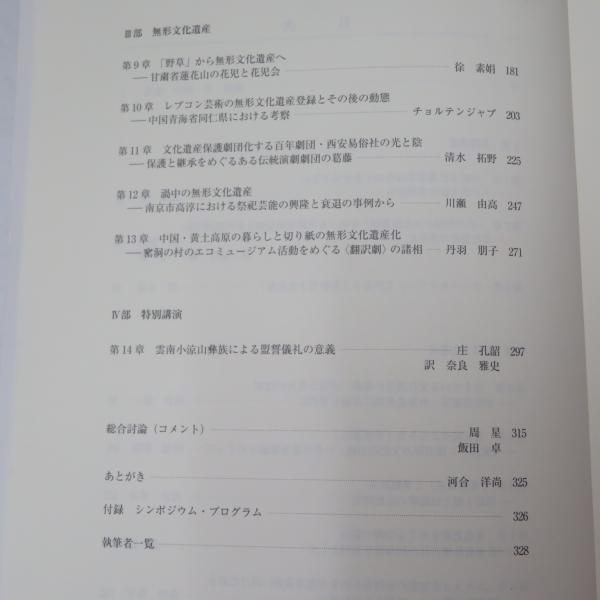 Ⅲ部 無形文化遺産
第9章 「野草」から無形文化遺産へ
──甘粛省蓮花山の花児と花児会 徐 素娟 181
第10章 レプコン芸術の無形文化遺産登録とその後の動態
──中国青海省同仁県における考察 チョルテンジャブ 203
第11章 文化遺産保護劇団化する百年劇団・西安易俗社の光と陰
──保護と継承をめぐるある伝統演劇劇団の葛藤 清水 拓野 225
第12章 渦中の無形文化遺産
──南京市高淳における祭祀芸能の興隆と衰退の事例から 川瀬 由高 247
第13章 中国・黄土高原の暮らしと切り紙の無形文化遺産化
──窰洞の村のエコミュージアム活動をめぐる〈翻訳劇〉の諸相 丹羽 朋子 271
Ⅳ部 特別講演
第14章 雲南小涼山彝族による盟誓儀礼の意義 庄 孔韶 297
訳 奈良 雅史
総合討論（コメント） 周 星 315
飯田 卓
あとがき 河合 洋尚 325
付録 シンポジウム・プログラム 326
執筆者一覧 328